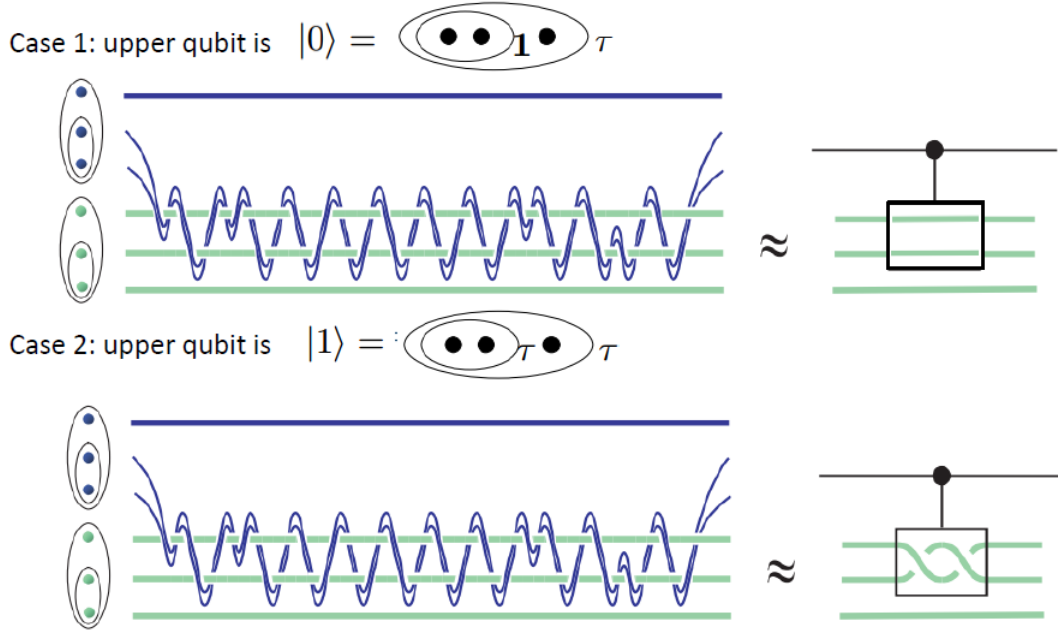 Case 1: upper qubit is |0⟩ = 1 τ
≈
Case 2: upper qubit is |1⟩ = : τ τ
≈